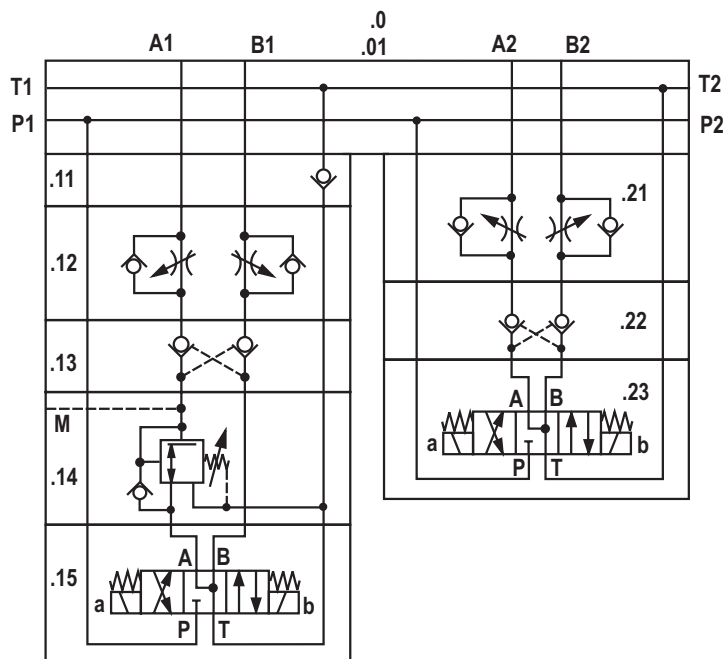 .0
A1 B1 .01 A2 B2
T1 T2
P1 P2
.11 .21
.12
.22
.13
.23
A B
M
a b
.14 P T
A B
.15
a b
P T